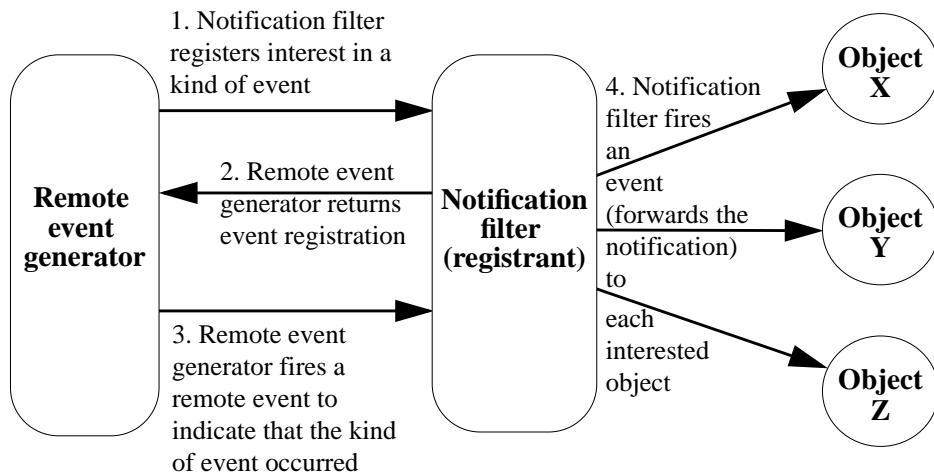 1. Notification filter
registers interest in a
kind of event
Remote
event
generator
2. Remote event
generator returns
event registration
3. Remote event
generator fires a
remote event to
indicate that the kind
of event occurred
Notification
filter
(registrant)
4. Notification
filter fires
an
event
(forwards the
notification)
to
each
interested
object
Object
X
Object
Y
Object
Z